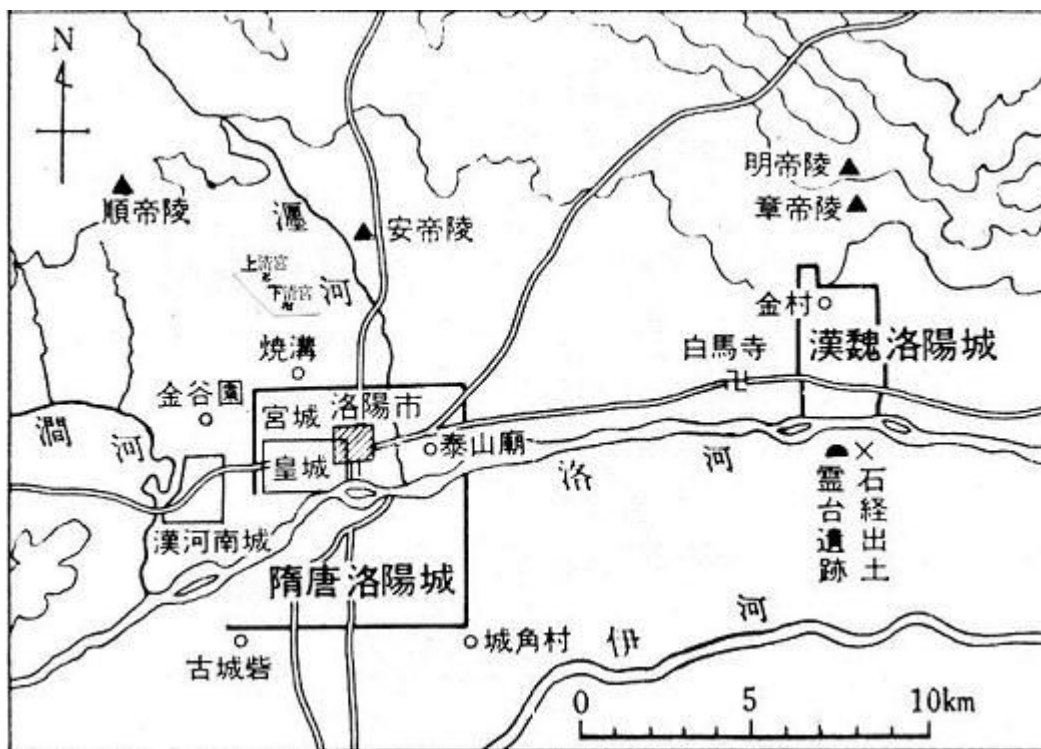 N
明帝陵
章帝陵
順帝陵
瀍河
安帝陵
上清宮
下清宮
金村
漢魏洛陽城
白馬寺
卍
焼溝
金谷園
宮城
洛陽市
澗河
皇城
泰山廟
洛河
霊台遺跡
×
石経出土
漢河南城
隋唐洛陽城
伊河
古城砦
城角村
0 5 10km